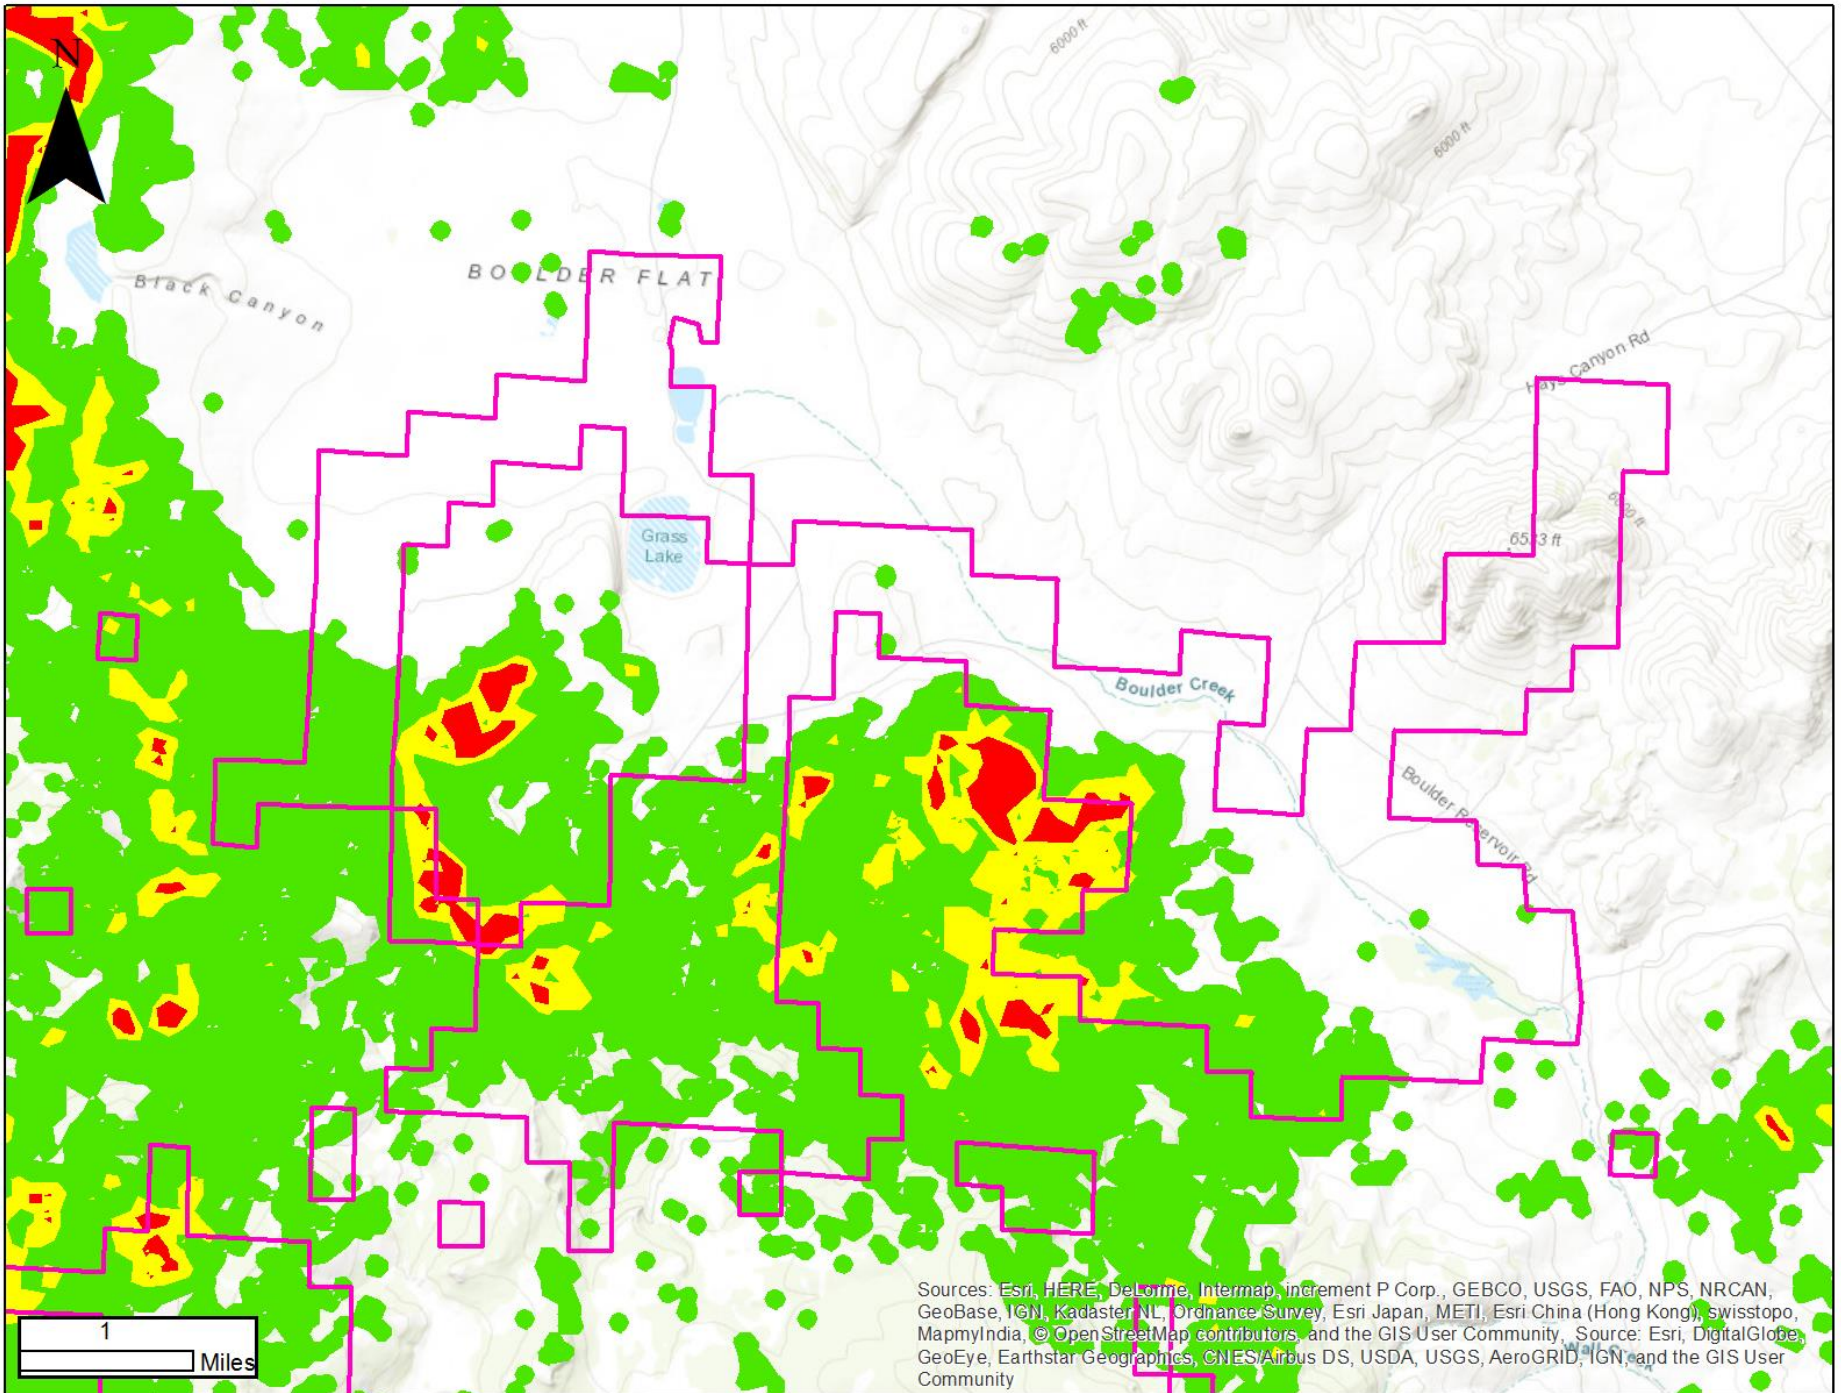 N
6000 ft
6000 ft
Black Canyon
BOULDER FLAT
Hays Canyon Rd
6000 ft
6533 ft
Grass
Lake
Boulder Creek
Boulder Reservoir Rd
1
Miles
Wall Creek
Sources: Esri, HERE, DeLorme, Intermap, increment P Corp., GEBCO, USGS, FAO, NPS, NRCAN,
GeoBase, IGN, Kadaster NL, Ordnance Survey, Esri Japan, METI, Esri China (Hong Kong), swisstopo,
MapmyIndia, © OpenStreetMap contributors, and the GIS User Community, Source: Esri, DigitalGlobe,
GeoEye, Earthstar Geographics, CNES/Airbus DS, USDA, USGS, AeroGRID, IGN, and the GIS User
Community